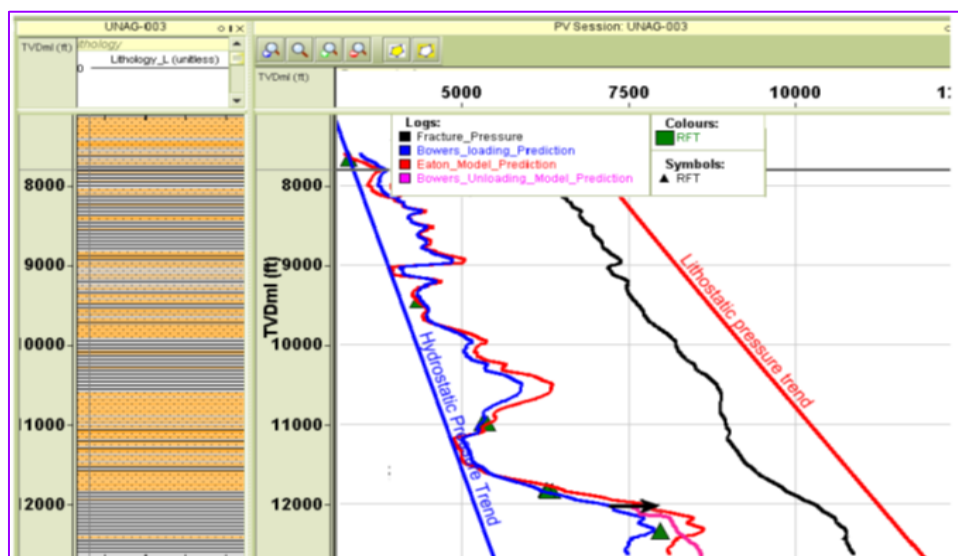 UNAG-003
PV Session: UNAG-003
TVDml (ft)
lithology
Lithology_L (unitless)
0
TVDml (ft)
5000
7500
10000
Logs:
Fracture_Pressure
Bowers_loading_Prediction
Eaton_Model_Prediction
Bowers_Unloading_Model_Prediction
Colours:
RFT
Symbols:
RFT
8000
9000
10000
11000
12000
8000
9000
10000
11000
12000
TVDml (ft)
Hydrostatic Pressure Trend
Lithostatic pressure trend